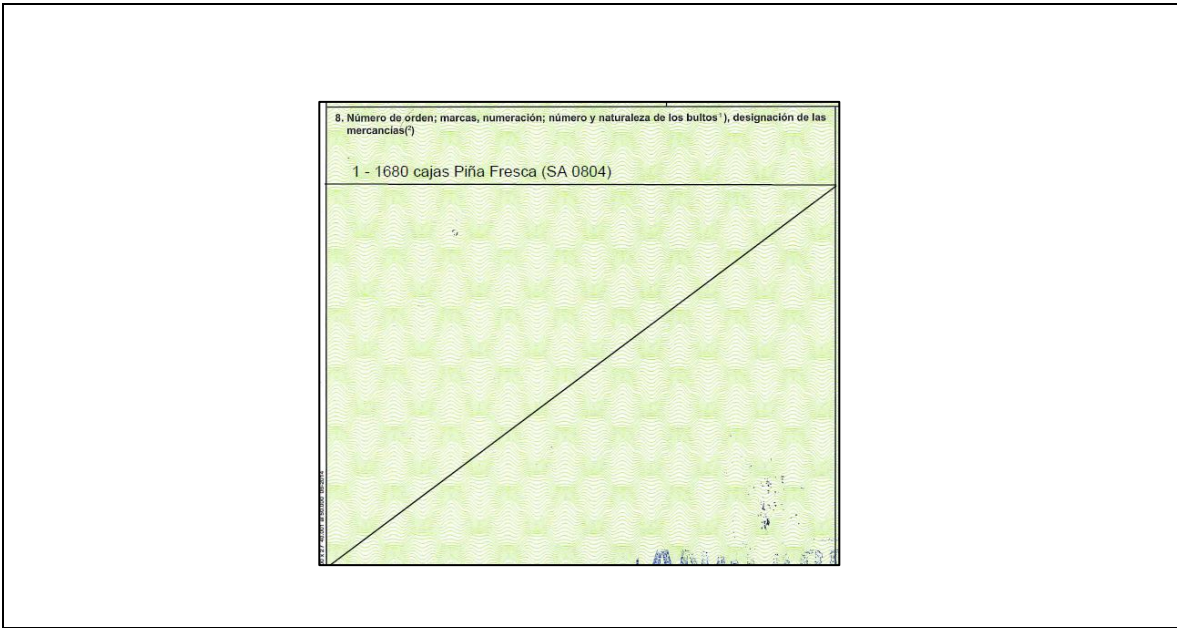 8. Número de orden; marcas, numeración; número y naturaleza de los bultos¹), designación de las
mercancías(²)
1 - 1680 cajas Piña Fresca (SA 0804)